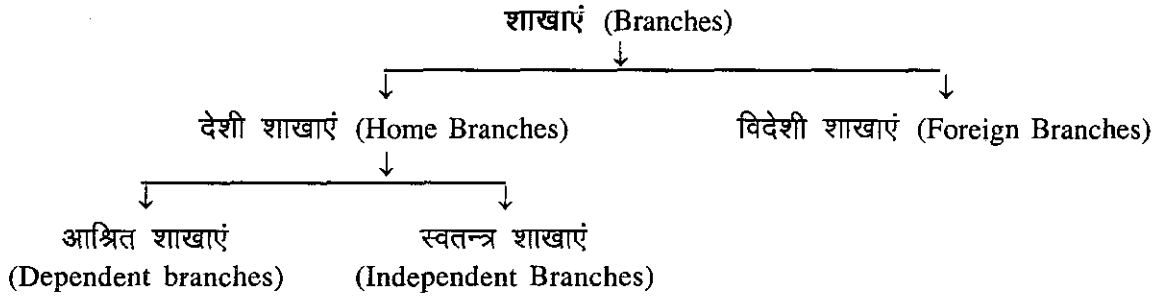 शाखाएं (Branches)
देशी शाखाएं (Home Branches) विदेशी शाखाएं (Foreign Branches)
आश्रित शाखाएं स्वतन्त्र शाखाएं
(Dependent branches) (Independent Branches)